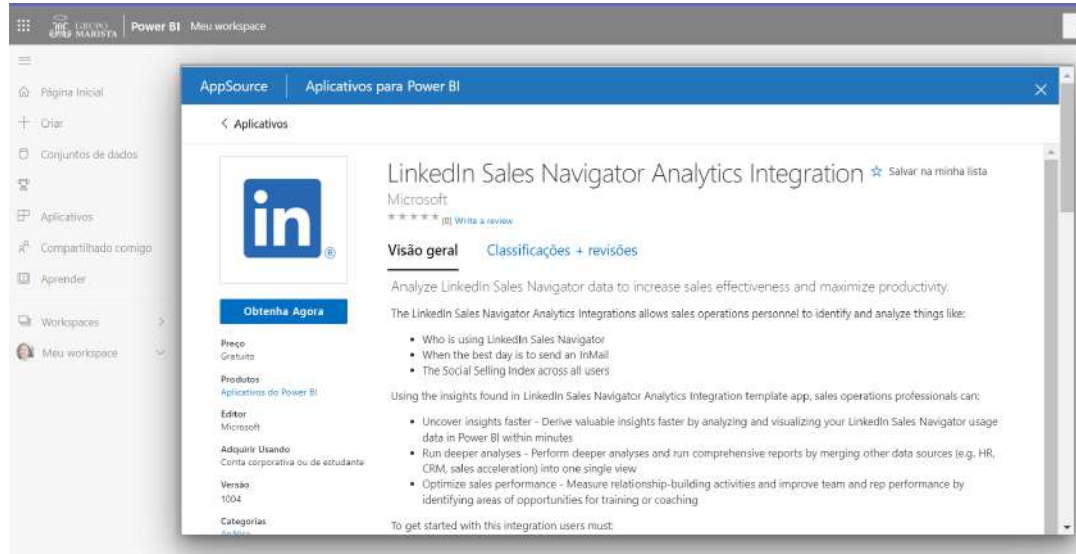 GRUPO
MARISTA
Power BI Meu workspace
Página Inicial
Criar
Conjuntos de dados
Aplicativos
Compartilhado comigo
Aprender
Workspaces
Meu workspace
AppSource Aplicativos para Power BI
Aplicativos
in
®
Obtenha Agora
Preço
Gratuito
Produtos
Aplicativos do Power BI
Editor
Microsoft
Adquirir Usando
Conta corporativa ou de estudante
Versão
1004
Categorias
LinkedIn Sales Navigator Analytics Integration Salvar na minha lista
Microsoft
(0) Write a review
Visão geral Classificações + revisões
Analyze LinkedIn Sales Navigator data to increase sales effectiveness and maximize productivity.
The LinkedIn Sales Navigator Analytics Integrations allows sales operations personnel to identify and analyze things like:
• Who is using LinkedIn Sales Navigator
• When the best day is to send an InMail
• The Social Selling Index across all users
Using the insights found in LinkedIn Sales Navigator Analytics Integration template app, sales operations professionals can:
• Uncover insights faster - Derive valuable insights faster by analyzing and visualizing your LinkedIn Sales Navigator usage
data in Power BI within minutes
• Run deeper analyses - Perform deeper analyses and run comprehensive reports by merging other data sources (e.g. HR,
CRM, sales acceleration) into one single view
• Optimize sales performance - Measure relationship-building activities and improve team and rep performance by
identifying areas of opportunities for training or coaching
To get started with this integration users must: